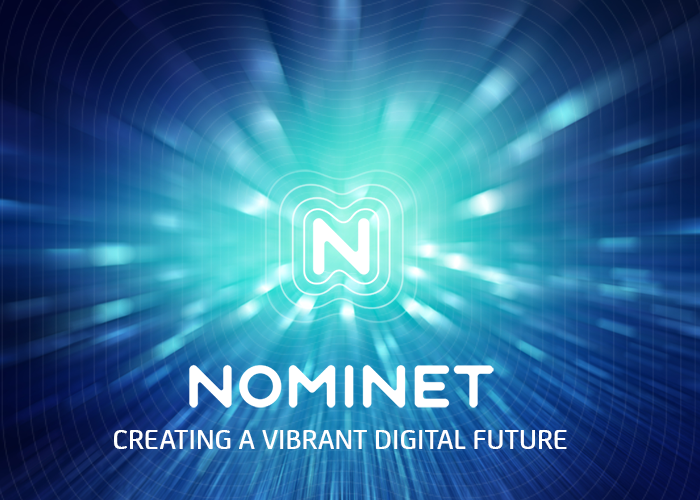 N
NOMINET
CREATING A VIBRANT DIGITAL FUTURE